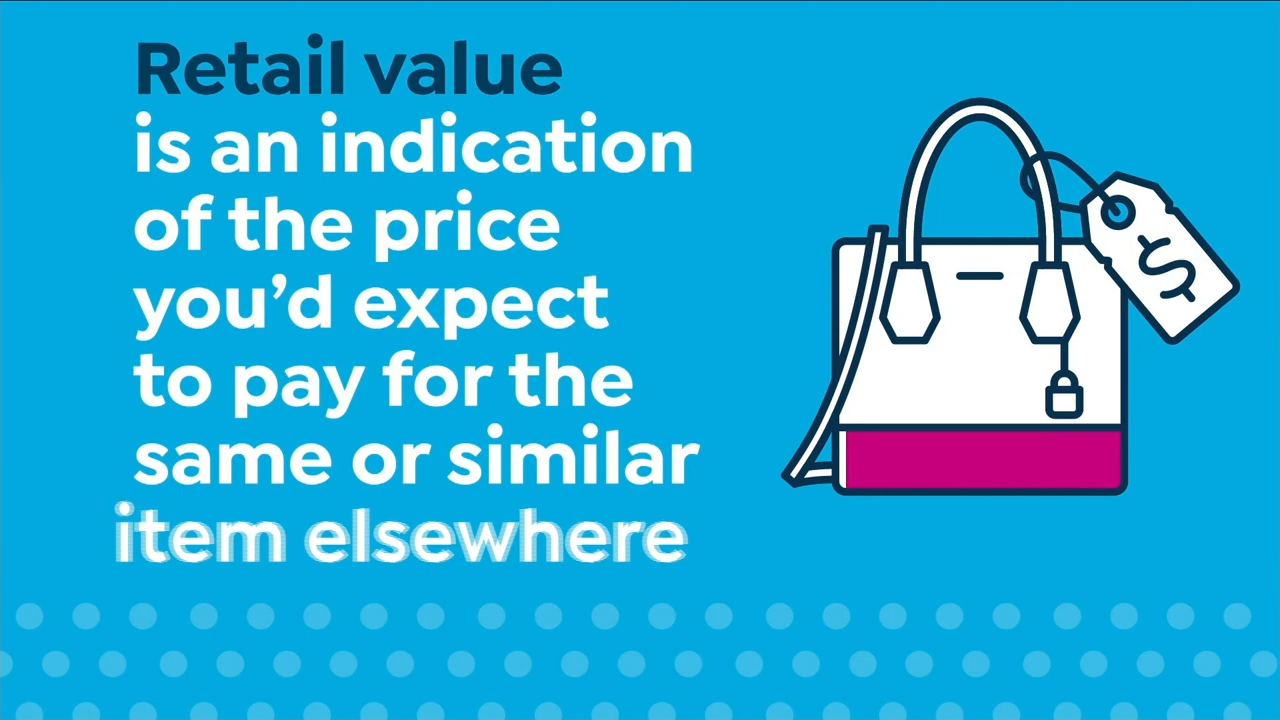 Retail value
is an indication
of the price
you’d expect
to pay for the
same or similar
item elsewhere
$